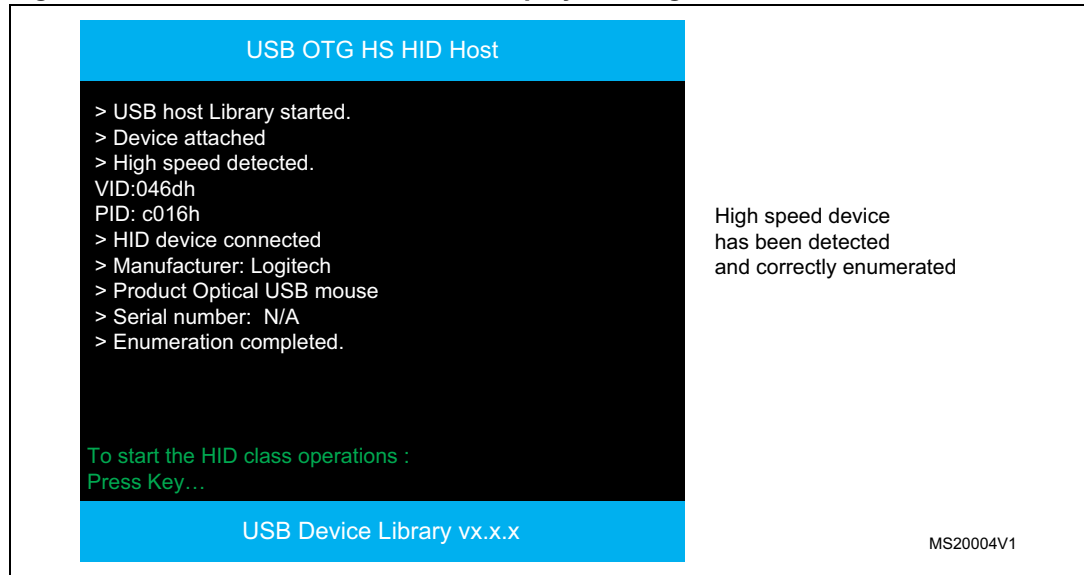 USB OTG HS HID Host
> USB host Library started.
> Device attached
> High speed detected.
VID:046dh
PID: c016h
> HID device connected
> Manufacturer: Logitech
> Product Optical USB mouse
> Serial number:  N/A
> Enumeration completed.
To start the HID class operations :
Press Key…
USB Device Library vx.x.x
High speed device
has been detected
and correctly enumerated
MS20004V1